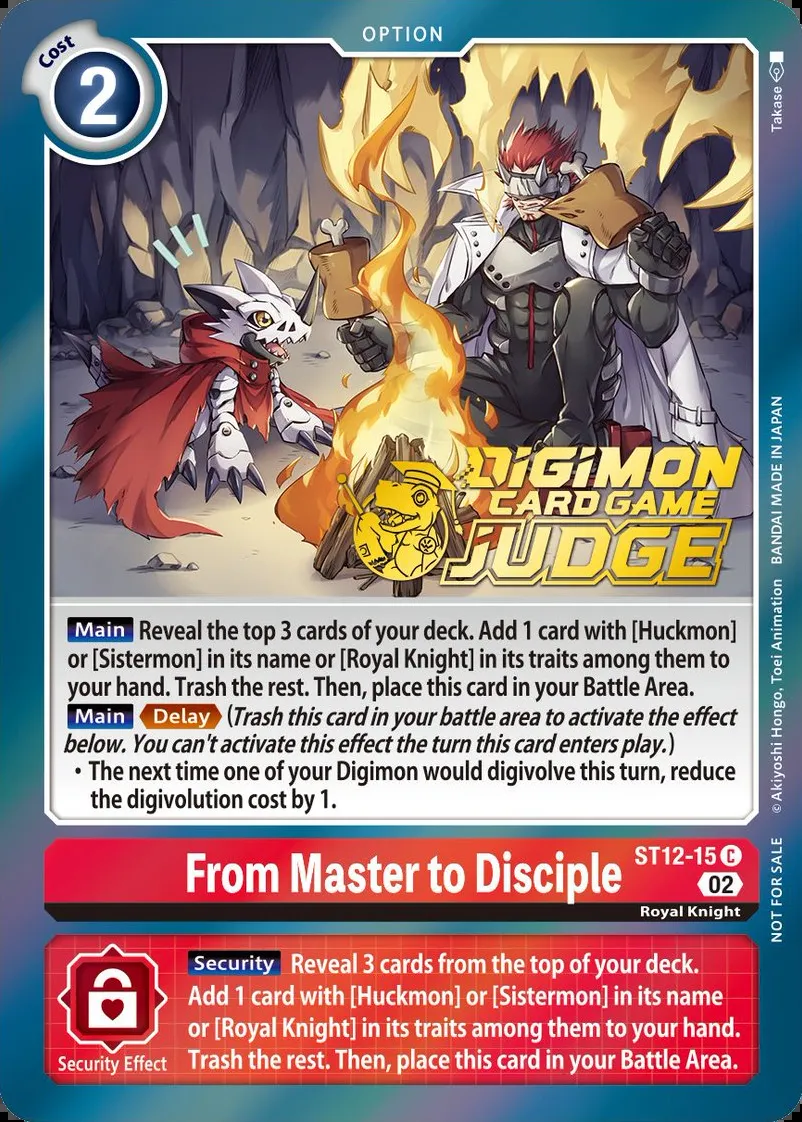 OPTION
Cost
2
Takase
DiGiMON
CARD GAME
JUDGE
Main Reveal the top 3 cards of your deck. Add 1 card with [Huckmon]
or [Sistermon] in its name or [Royal Knight] in its traits among them to
your hand. Trash the rest. Then, place this card in your Battle Area.
Main Delay (Trash this card in your battle area to activate the effect
below. You can't activate this effect the turn this card enters play.)
・The next time one of your Digimon would digivolve this turn, reduce
the digivolution cost by 1.
© Akiyoshi Hongo, Toei Animation BANDAI MADE IN JAPAN
NOT FOR SALE
From Master to Disciple
ST12-15 C
02
Royal Knight
Security Effect
Security Reveal 3 cards from the top of your deck.
Add 1 card with [Huckmon] or [Sistermon] in its name
or [Royal Knight] in its traits among them to your hand.
Trash the rest. Then, place this card in your Battle Area.